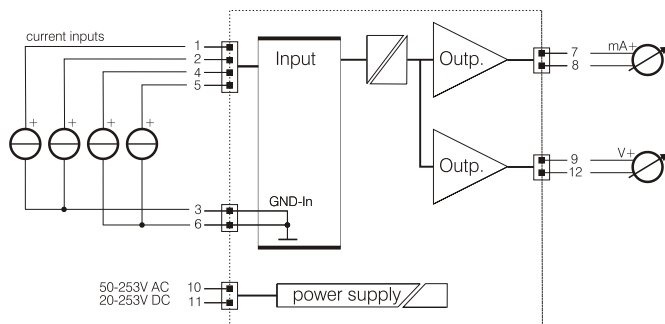 current inputs
1
2
4
5
+ + + +
3
6
Input
GND-In
Outp.
Outp.
7 mA+
8
9 V+
12
50-253V AC 10
20-253V DC 11
power supply